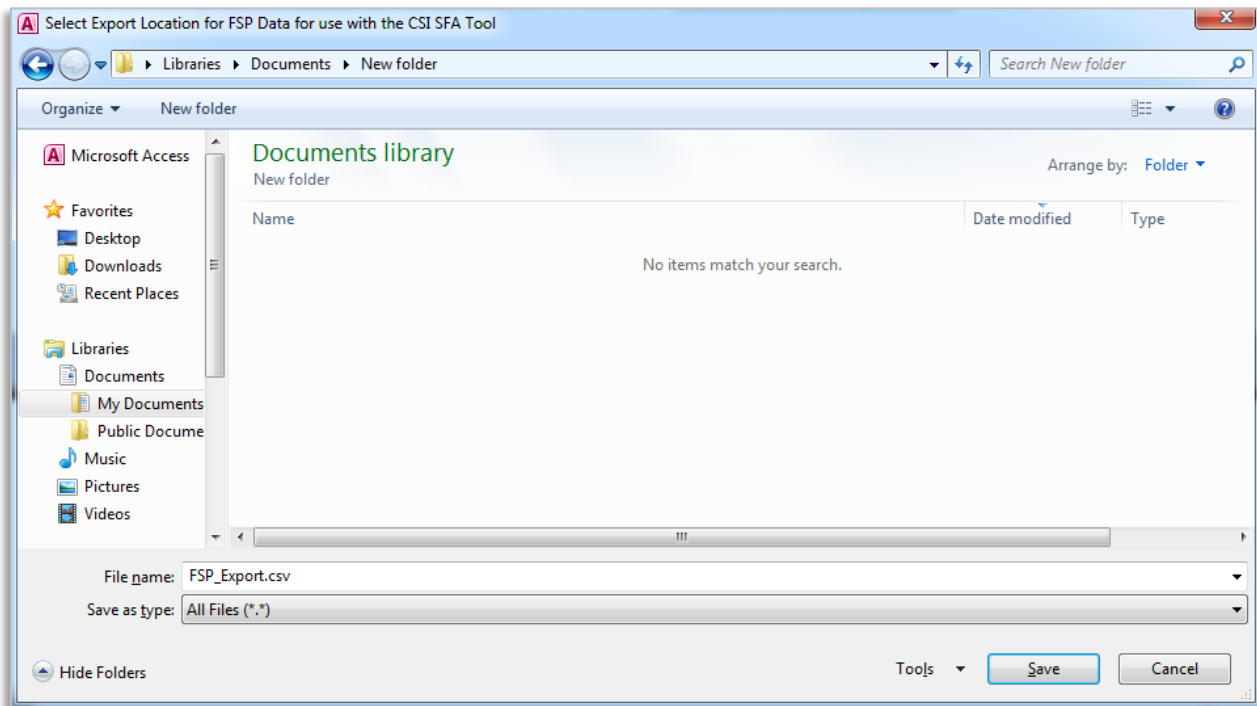 Select Export Location for FSP Data for use with the CSI SFA Tool
Libraries Documents New folder Search New folder
Organize New folder
Microsoft Access
Favorites
Desktop
Downloads
Recent Places
Libraries
Documents
My Documents
Public Docume
Music
Pictures
Videos
Documents library
New folder
Arrange by: Folder
Name Date modified Type
No items match your search.
File name: FSP_Export.csv
Save as type: All Files (*.*)
Hide Folders Tools Save Cancel